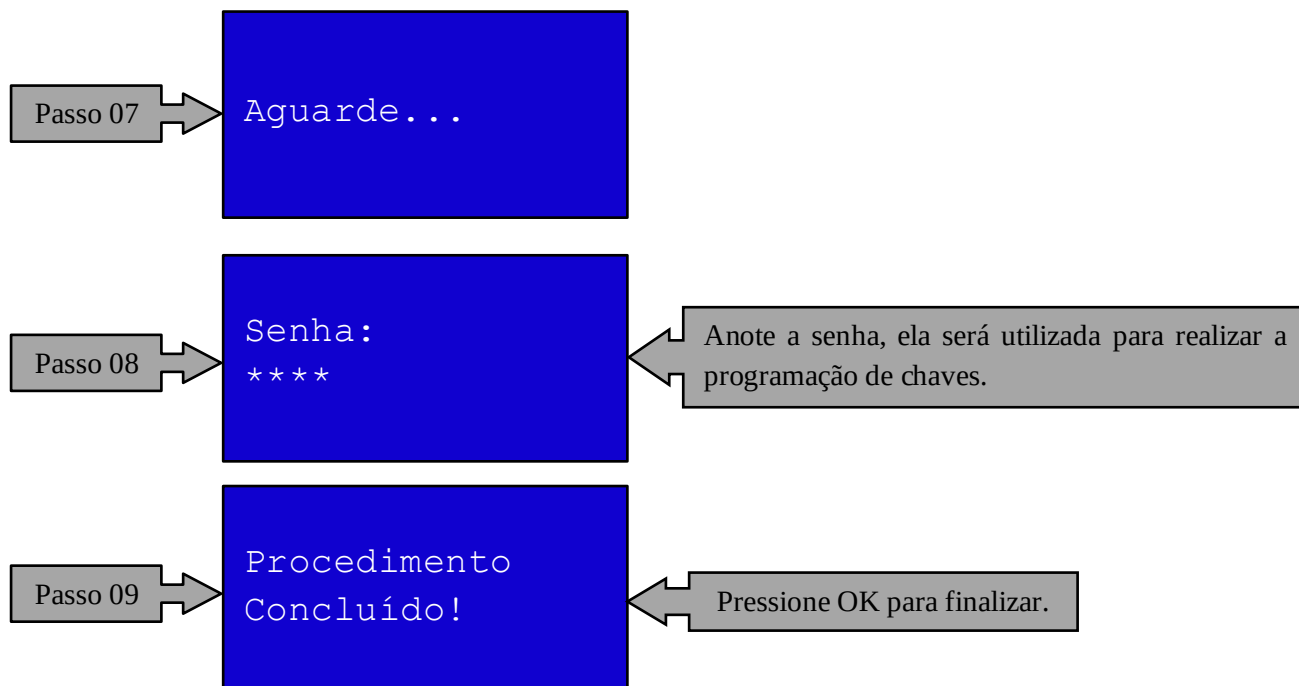 Passo 07
Aguarde...
Passo 08
Senha:
****
Anote a senha, ela será utilizada para realizar a
programação de chaves.
Passo 09
Procedimento
Concluído!
Pressione OK para finalizar.